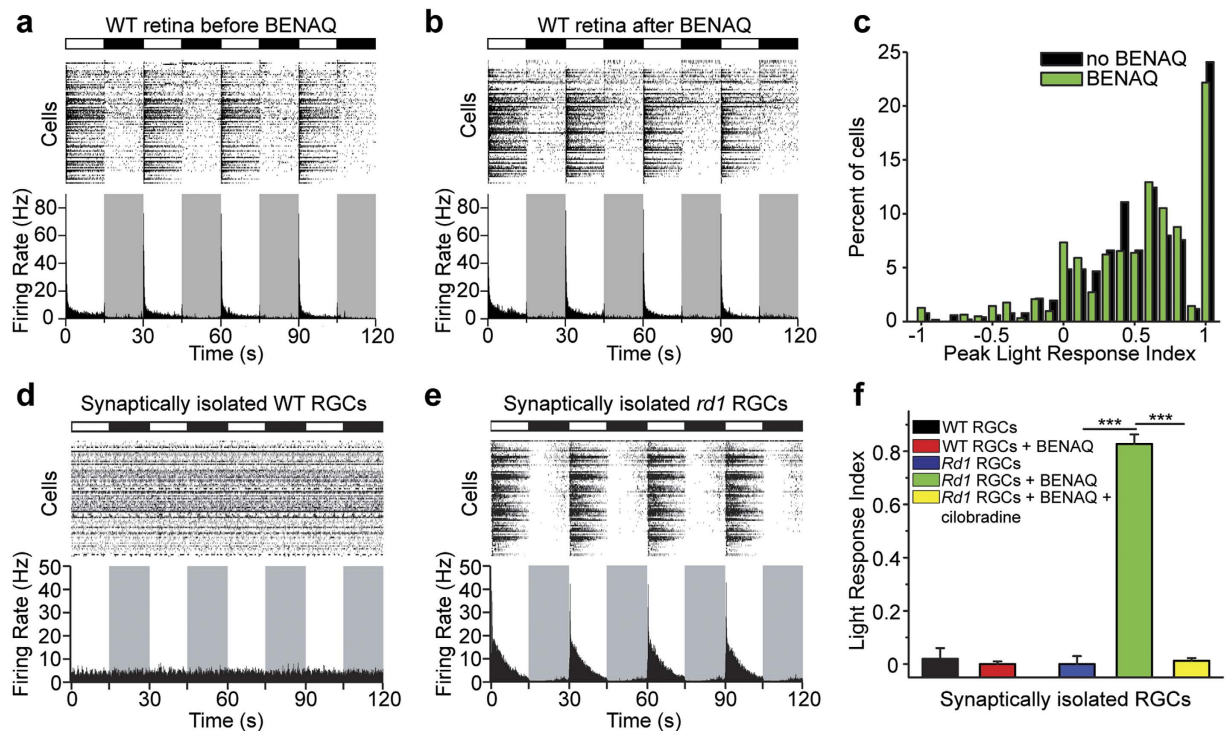 a
WT retina before BENAQ
Cells
Firing Rate (Hz)
80
60
40
20
0
0 30 60 90 120
Time (s)
b
WT retina after BENAQ
Cells
Firing Rate (Hz)
80
60
40
20
0
0 30 60 90 120
Time (s)
c
no BENAQ
BENAQ
Percent of cells
25
20
15
10
5
0
-1 -0.5 0 0.5 1
Peak Light Response Index
d
Synaptically isolated WT RGCs
Cells
Firing Rate (Hz)
50
40
30
20
10
0
0 30 60 90 120
Time (s)
e
Synaptically isolated rd1 RGCs
Cells
Firing Rate (Hz)
50
40
30
20
10
0
0 30 60 90 120
Time (s)
f
WT RGCs
WT RGCs + BENAQ
Rd1 RGCs
Rd1 RGCs + BENAQ
Rd1 RGCs + BENAQ +
cilobradine
*** ***
Light Response Index
0.8
0.6
0.4
0.2
0
Synaptically isolated RGCs